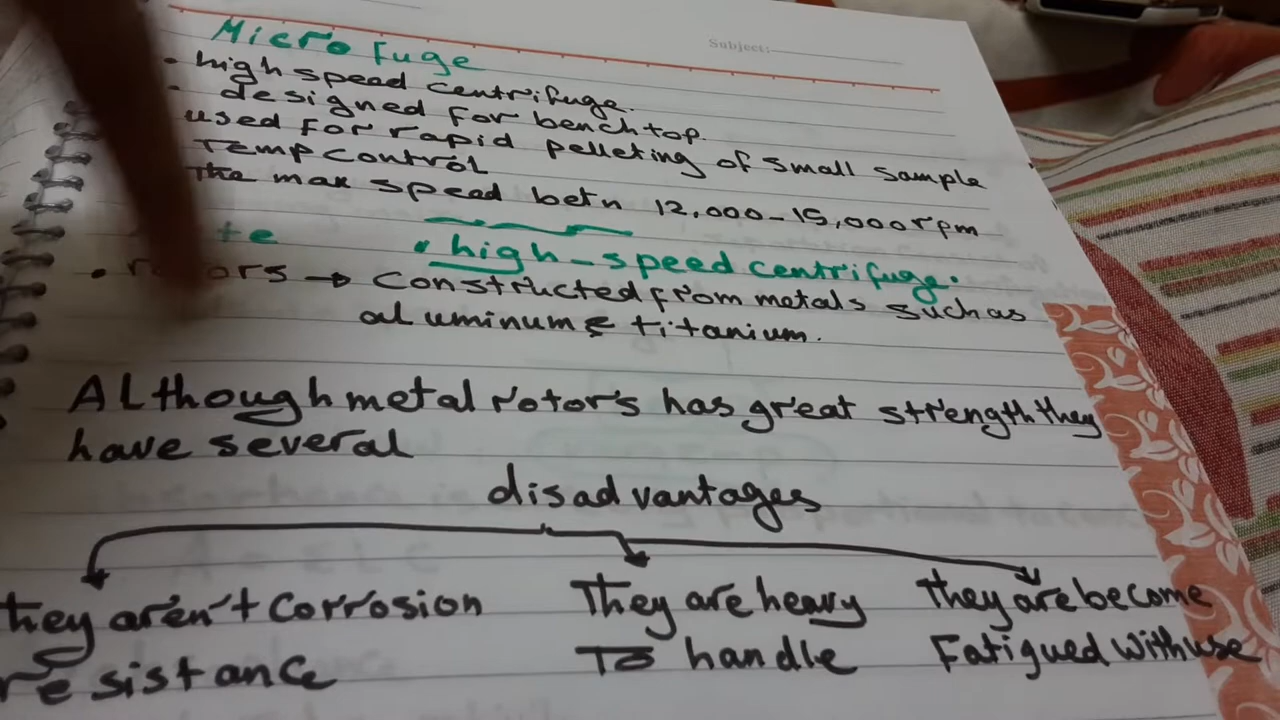 Subject:
Micro fuge
• high speed centrifuge.
• designed for bench top.
used for rapid pelleting of small sample
Temp control
The max speed betn 12,000-15,000 rpm
• high-speed centrifuge.
• rotors → constructed from metals such as
aluminum & titanium.
Although metal rotors has great strength they
have several
disadvantages
they aren't corrosion They are heavy they are become
resistance To handle Fatigued with use